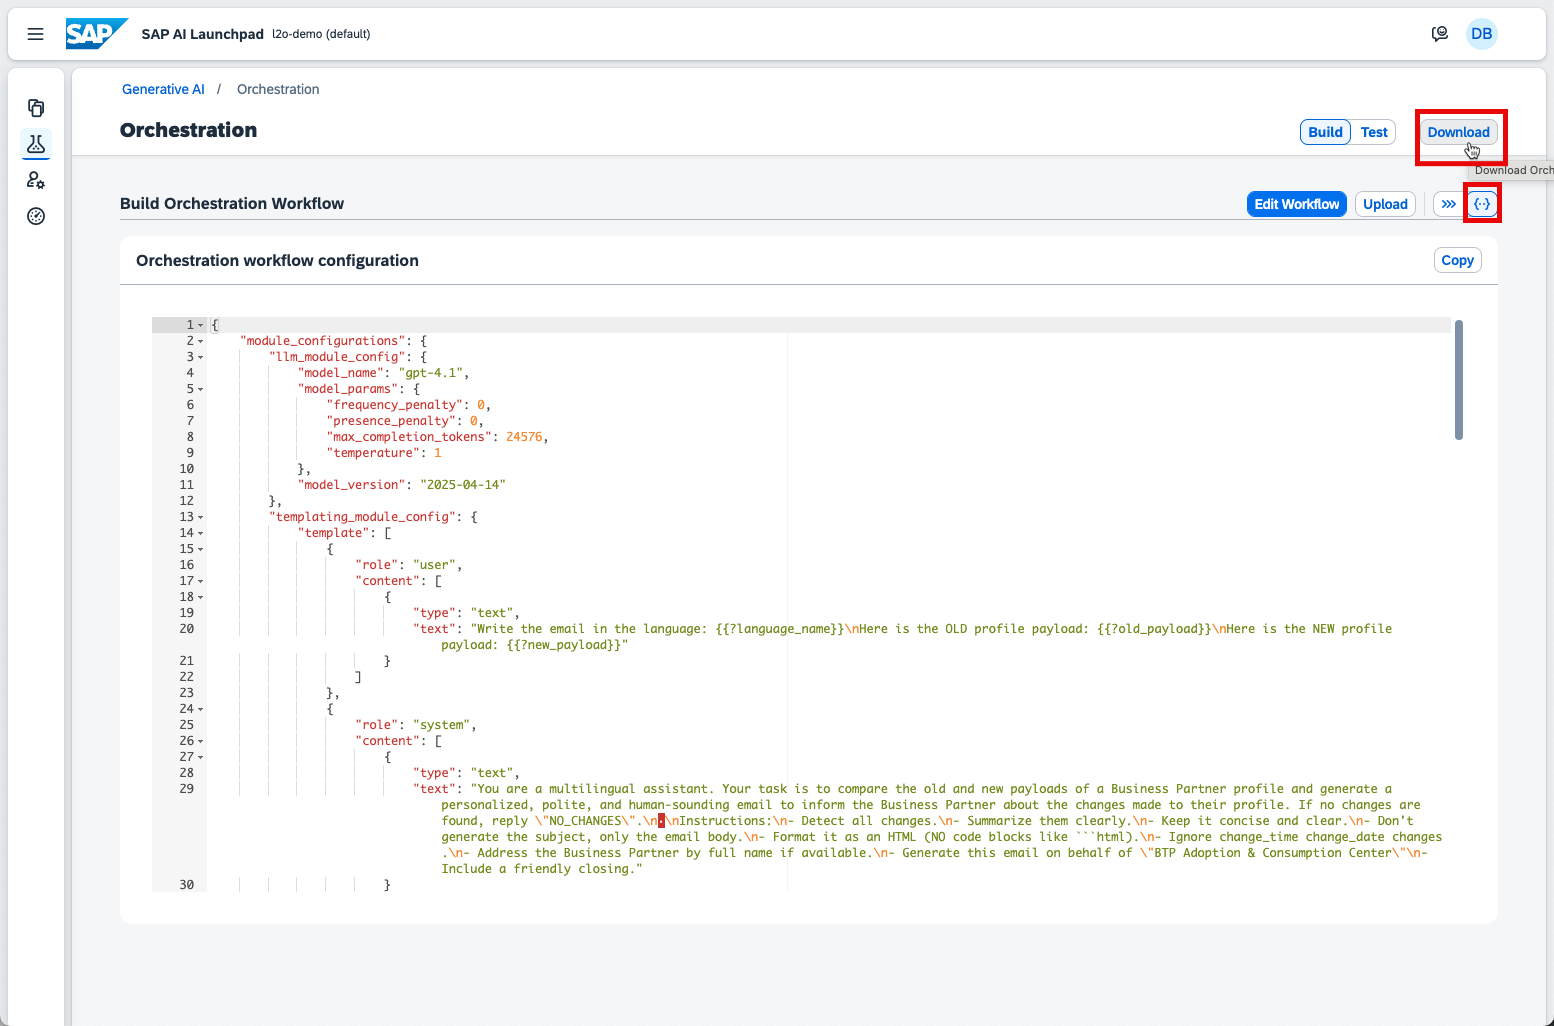 SAP SAP AI Launchpad l2o-demo (default) DB
Generative AI / Orchestration
Orchestration
Build Test Download
Download Orch
Build Orchestration Workflow
Edit Workflow Upload {··}
Orchestration workflow configuration
Copy
1 {
2 "module_configurations": {
3 "llm_module_config": {
4 "model_name": "gpt-4.1",
5 "model_params": {
6 "frequency_penalty": 0,
7 "presence_penalty": 0,
8 "max_completion_tokens": 24576,
9 "temperature": 1
10 },
11 "model_version": "2025-04-14"
12 },
13 "templating_module_config": {
14 "template": [
15 {
16 "role": "user",
17 "content": [
18 {
19 "type": "text",
20 "text": "Write the email in the language: {{?language_name}}\nHere is the OLD profile payload: {{?old_payload}}\nHere is the NEW profile
payload: {{?new_payload}}"
21 }
22 ]
23 },
24 {
25 "role": "system",
26 "content": [
27 {
28 "type": "text",
29 "text": "You are a multilingual assistant. Your task is to compare the old and new payloads of a Business Partner profile and generate a
personalized, polite, and human-sounding email to inform the Business Partner about the changes made to their profile. If no changes are
found, reply \"NO_CHANGES\".\n·\nInstructions:\n- Detect all changes.\n- Summarize them clearly.\n- Keep it concise and clear.\n- Don't
generate the subject, only the email body.\n- Format it as an HTML (NO code blocks like ```html).\n- Ignore change_time change_date changes
.\n- Address the Business Partner by full name if available.\n- Generate this email on behalf of \"BTP Adoption & Consumption Center\"\n-
Include a friendly closing."
30 }